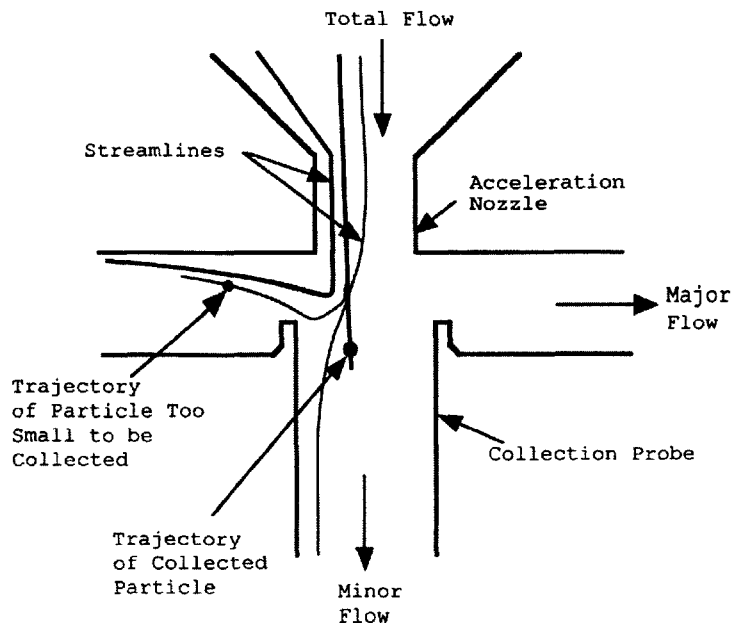 Total Flow
Streamlines
Acceleration
Nozzle
Major
Flow
Trajectory
of Particle Too
Small to be
Collected
Collection Probe
Trajectory
of Collected
Particle
Minor
Flow